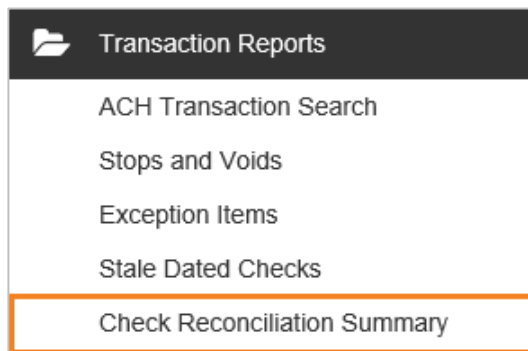 Transaction Reports
ACH Transaction Search
Stops and Voids
Exception Items
Stale Dated Checks
Check Reconciliation Summary